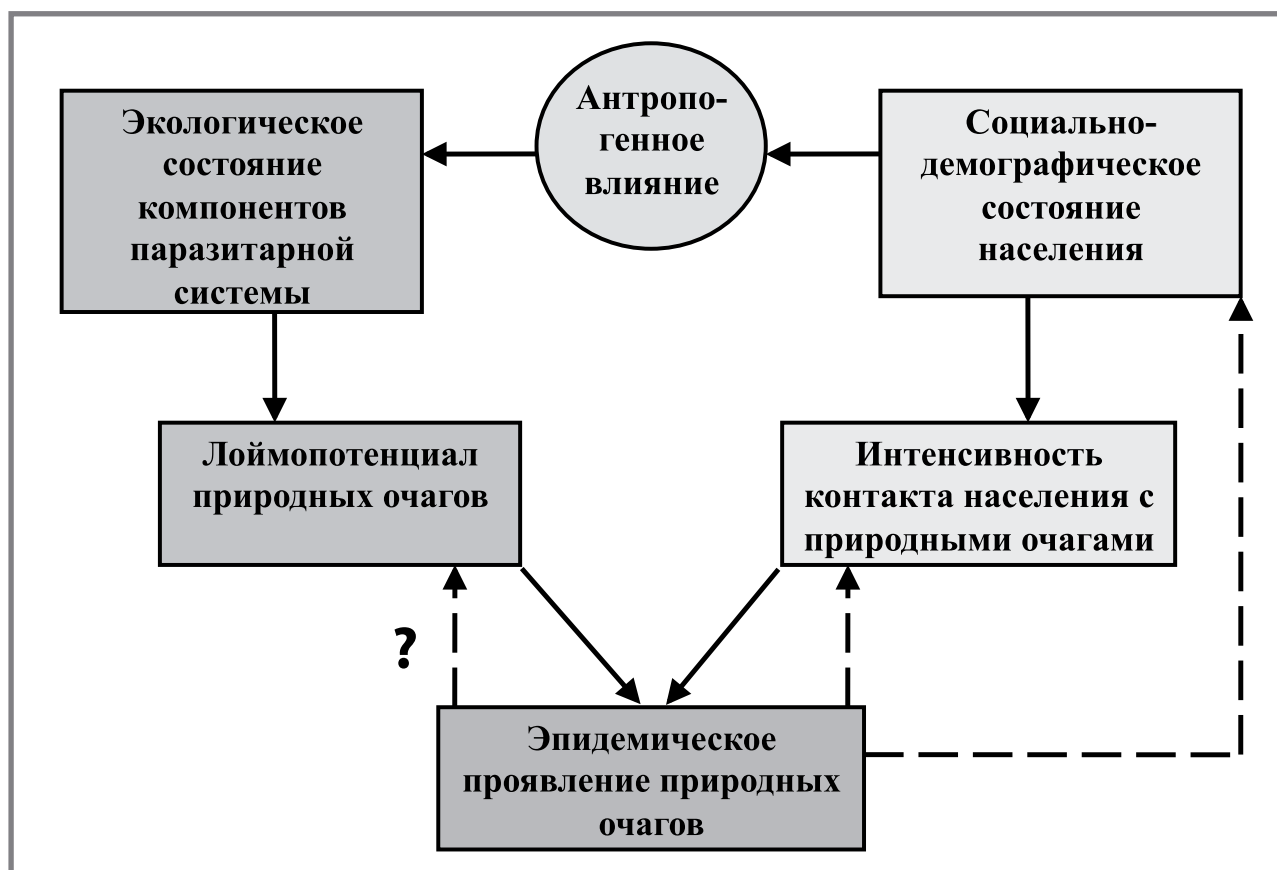 Экологическое
состояние
компонентов
паразитарной
системы
Антропо-
генное
влияние
Социально-
демографическое
состояние
населения
Лоймопотенциал
природных очагов
Интенсивность
контакта населения с
природными очагами
?
Эпидемическое
проявление природных
очагов